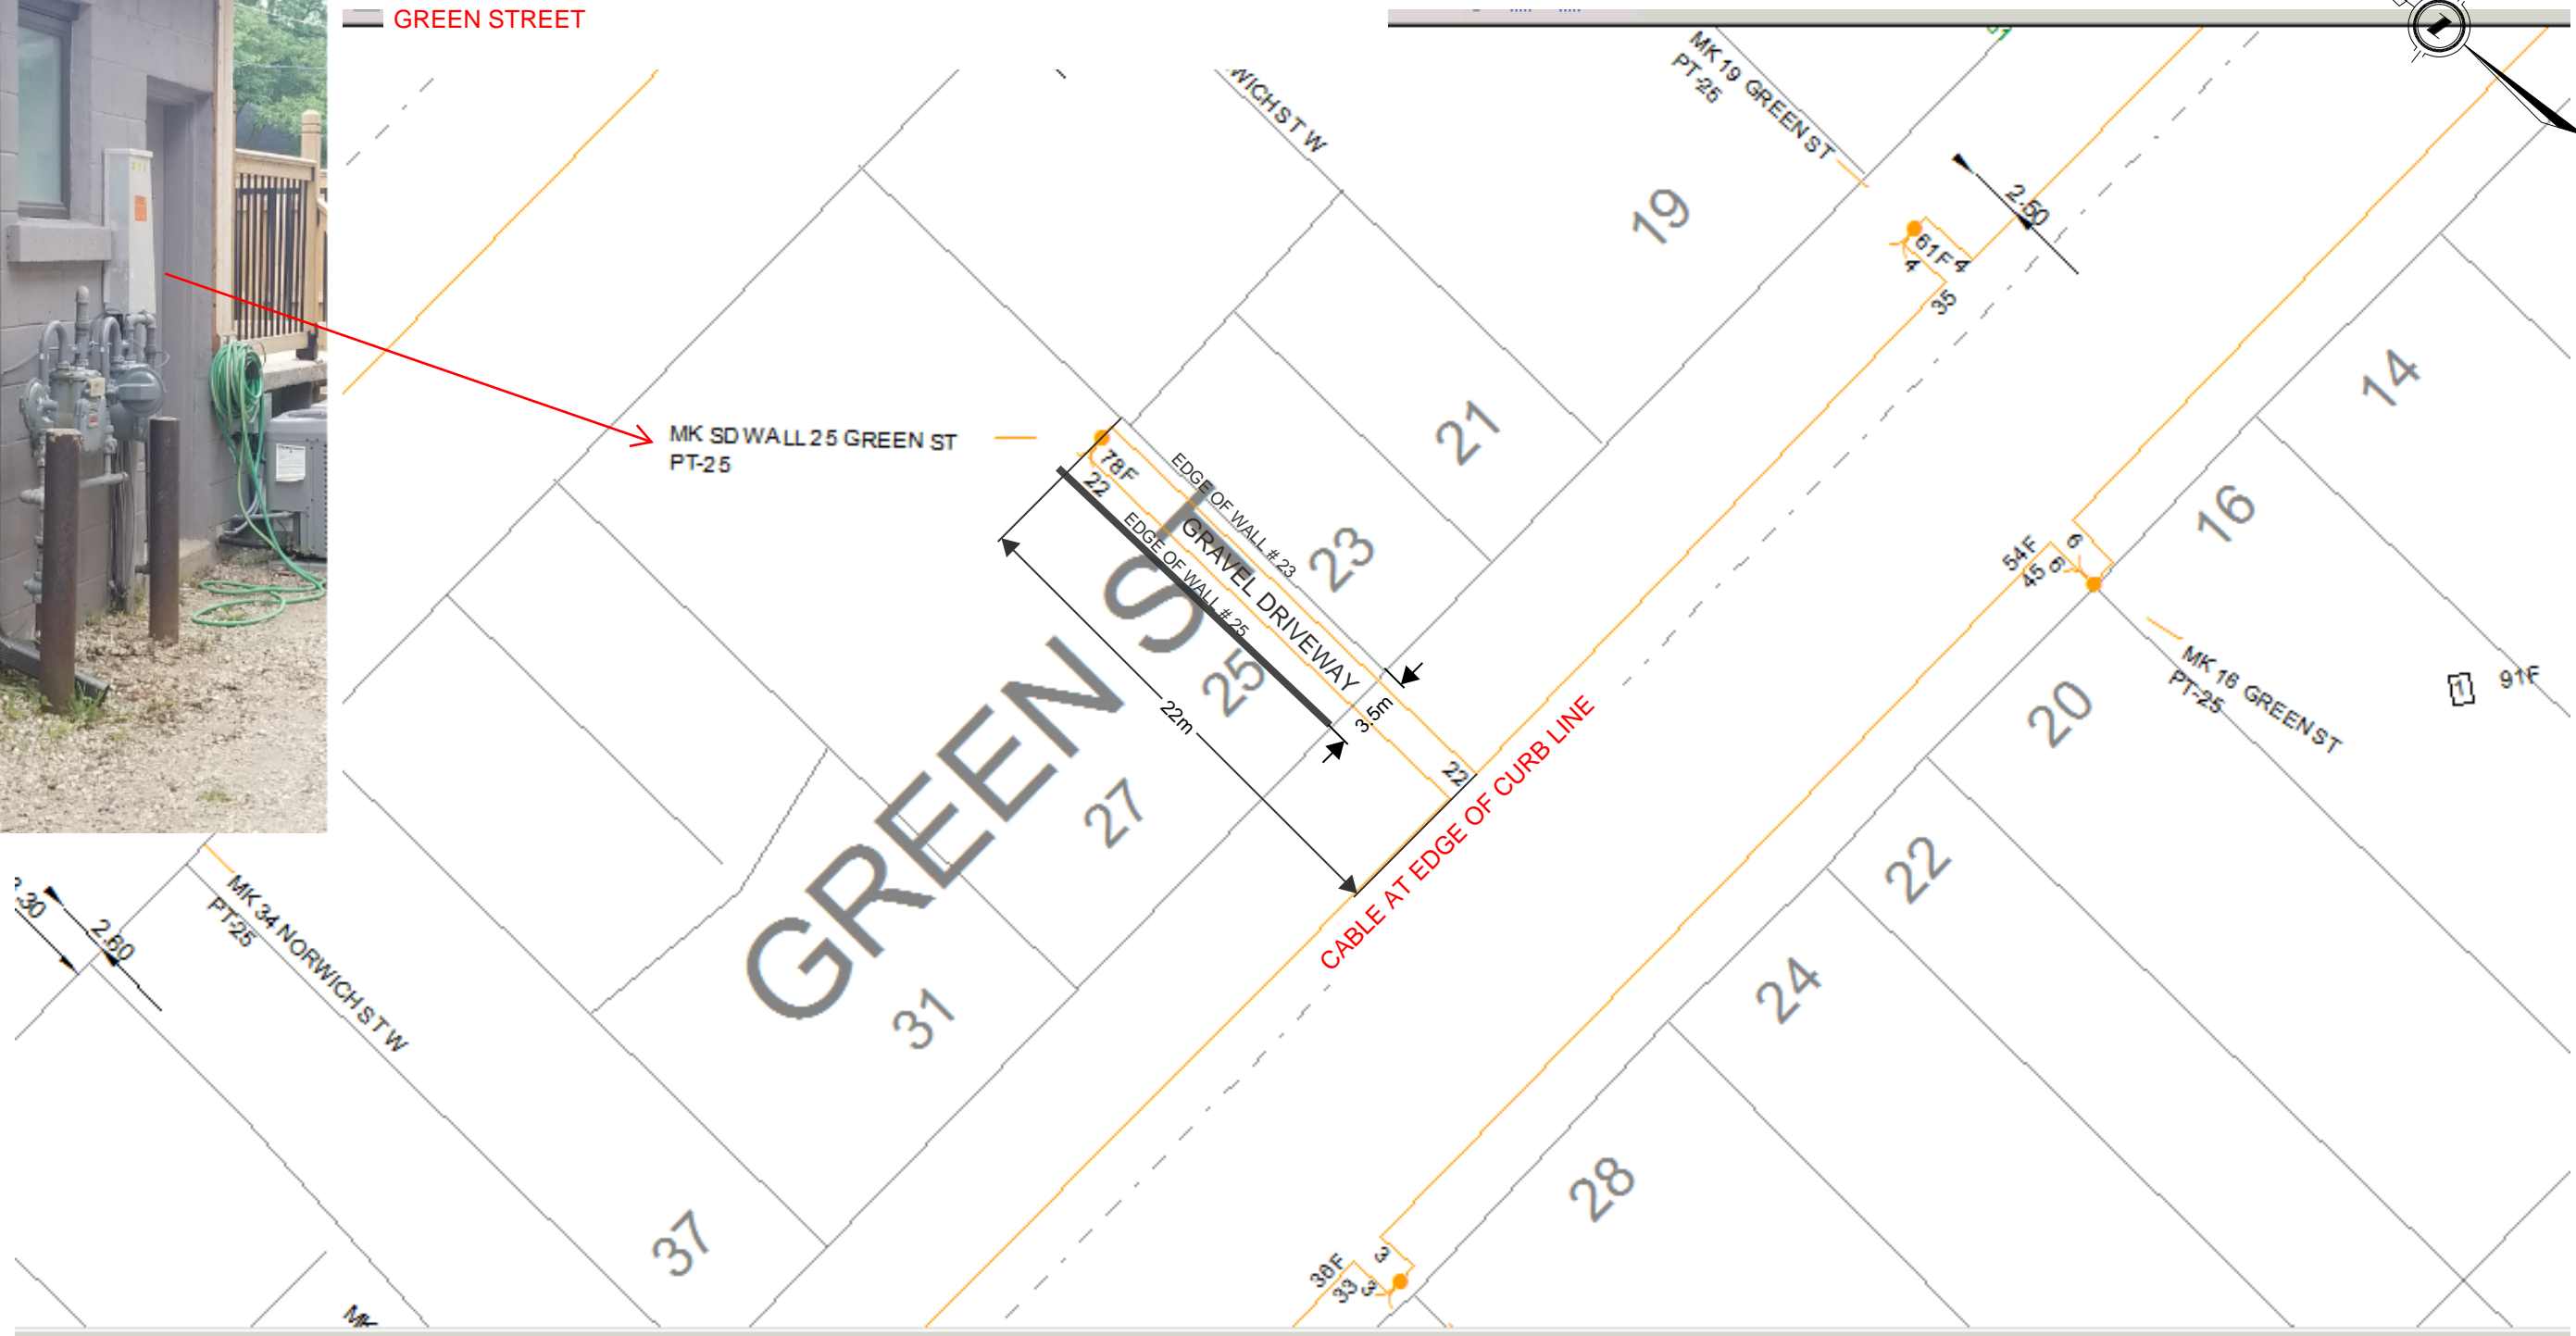 GREEN STREET
WICH ST W
MK 19 GREEN ST
PT-25
19
2.50
61F
4
4
35
14
21
MK SD WALL 25 GREEN ST
PT-25
78F
22
EDGE OF WALL # 23
EDGE OF WALL # 25
GRAVEL DRIVEWAY
GREEN ST
23
16
54F
45
6
6
MK 16 GREEN ST
PT-25
1
91F
25
22m
3.5m
22
CABLE AT EDGE OF CURB LINE
20
27
22
.30
2.60
MK 34 NORWICH ST W
PT-25
31
24
28
37
36F
33
3
3
MK